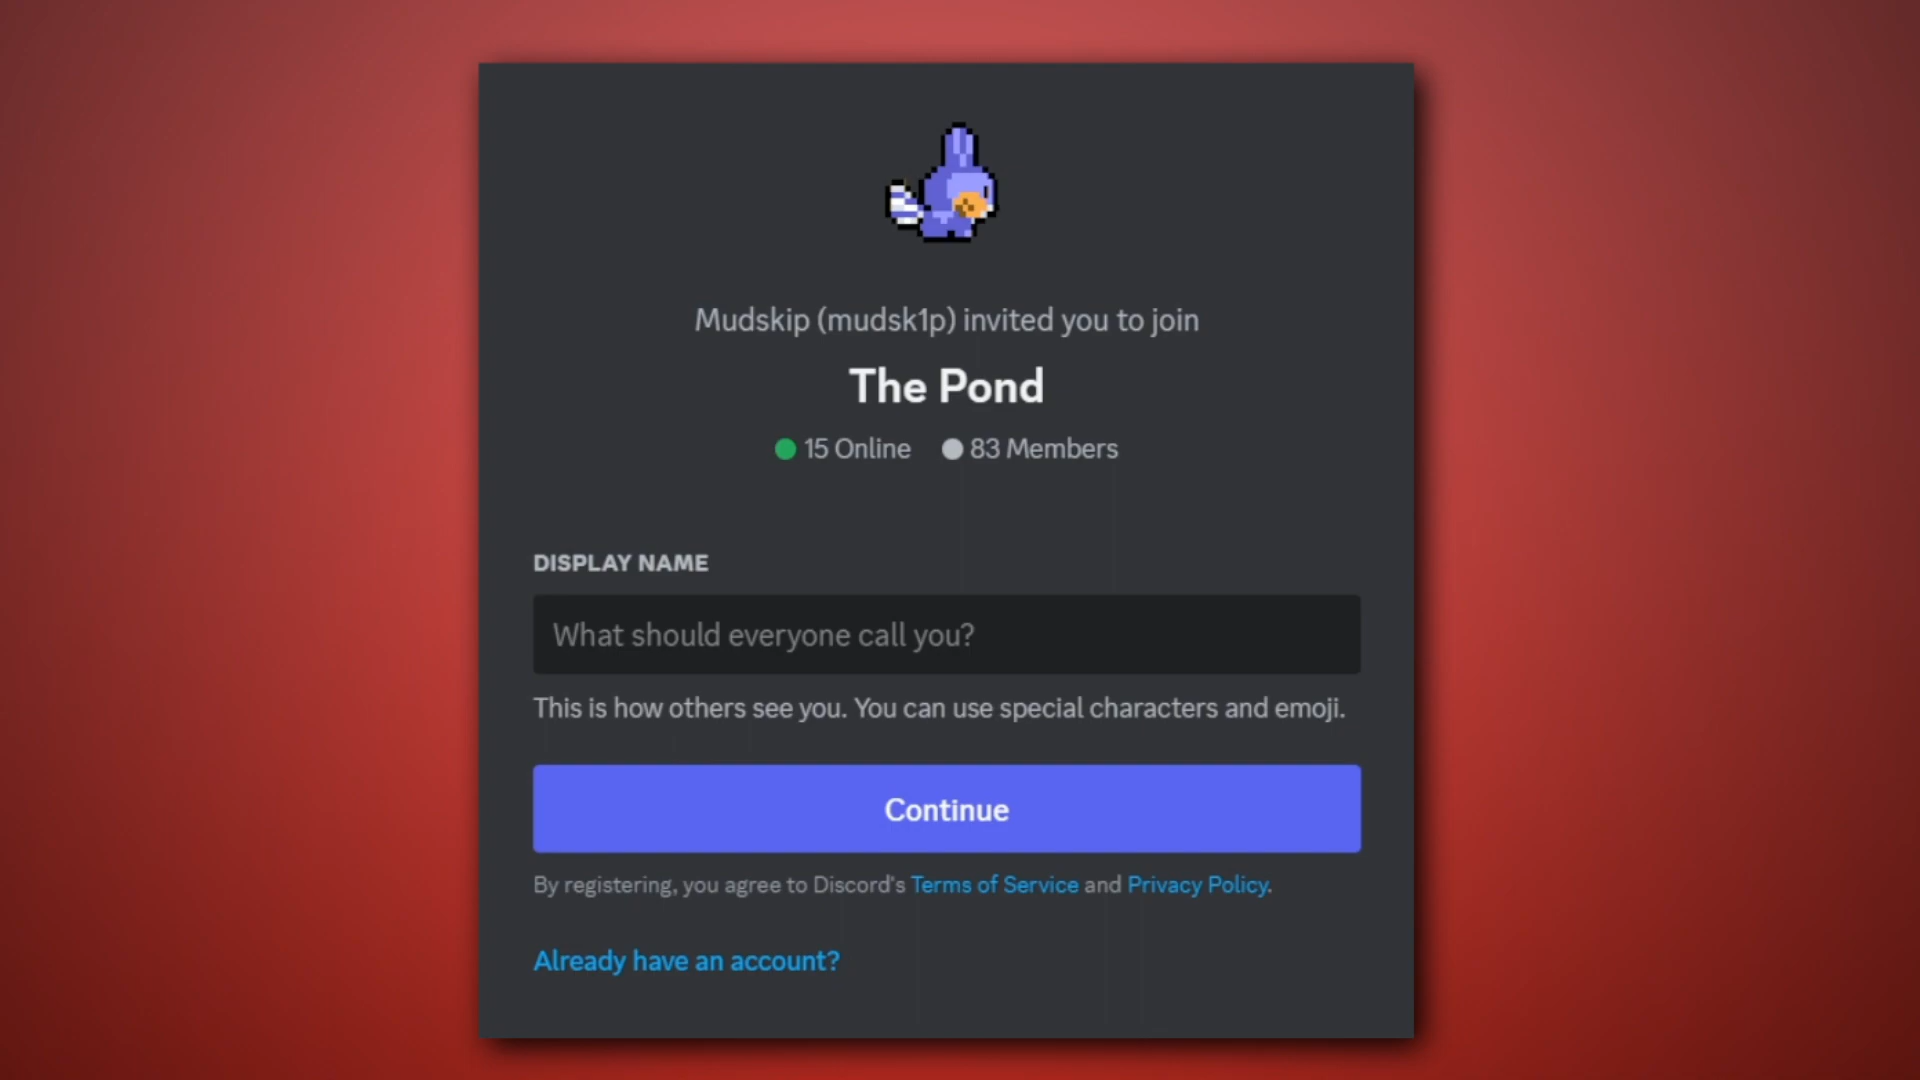 Mudskip (mudsk1p) invited you to join
The Pond
15 Online 83 Members
DISPLAY NAME
What should everyone call you?
This is how others see you. You can use special characters and emoji.
Continue
By registering, you agree to Discord's Terms of Service and Privacy Policy.
Already have an account?